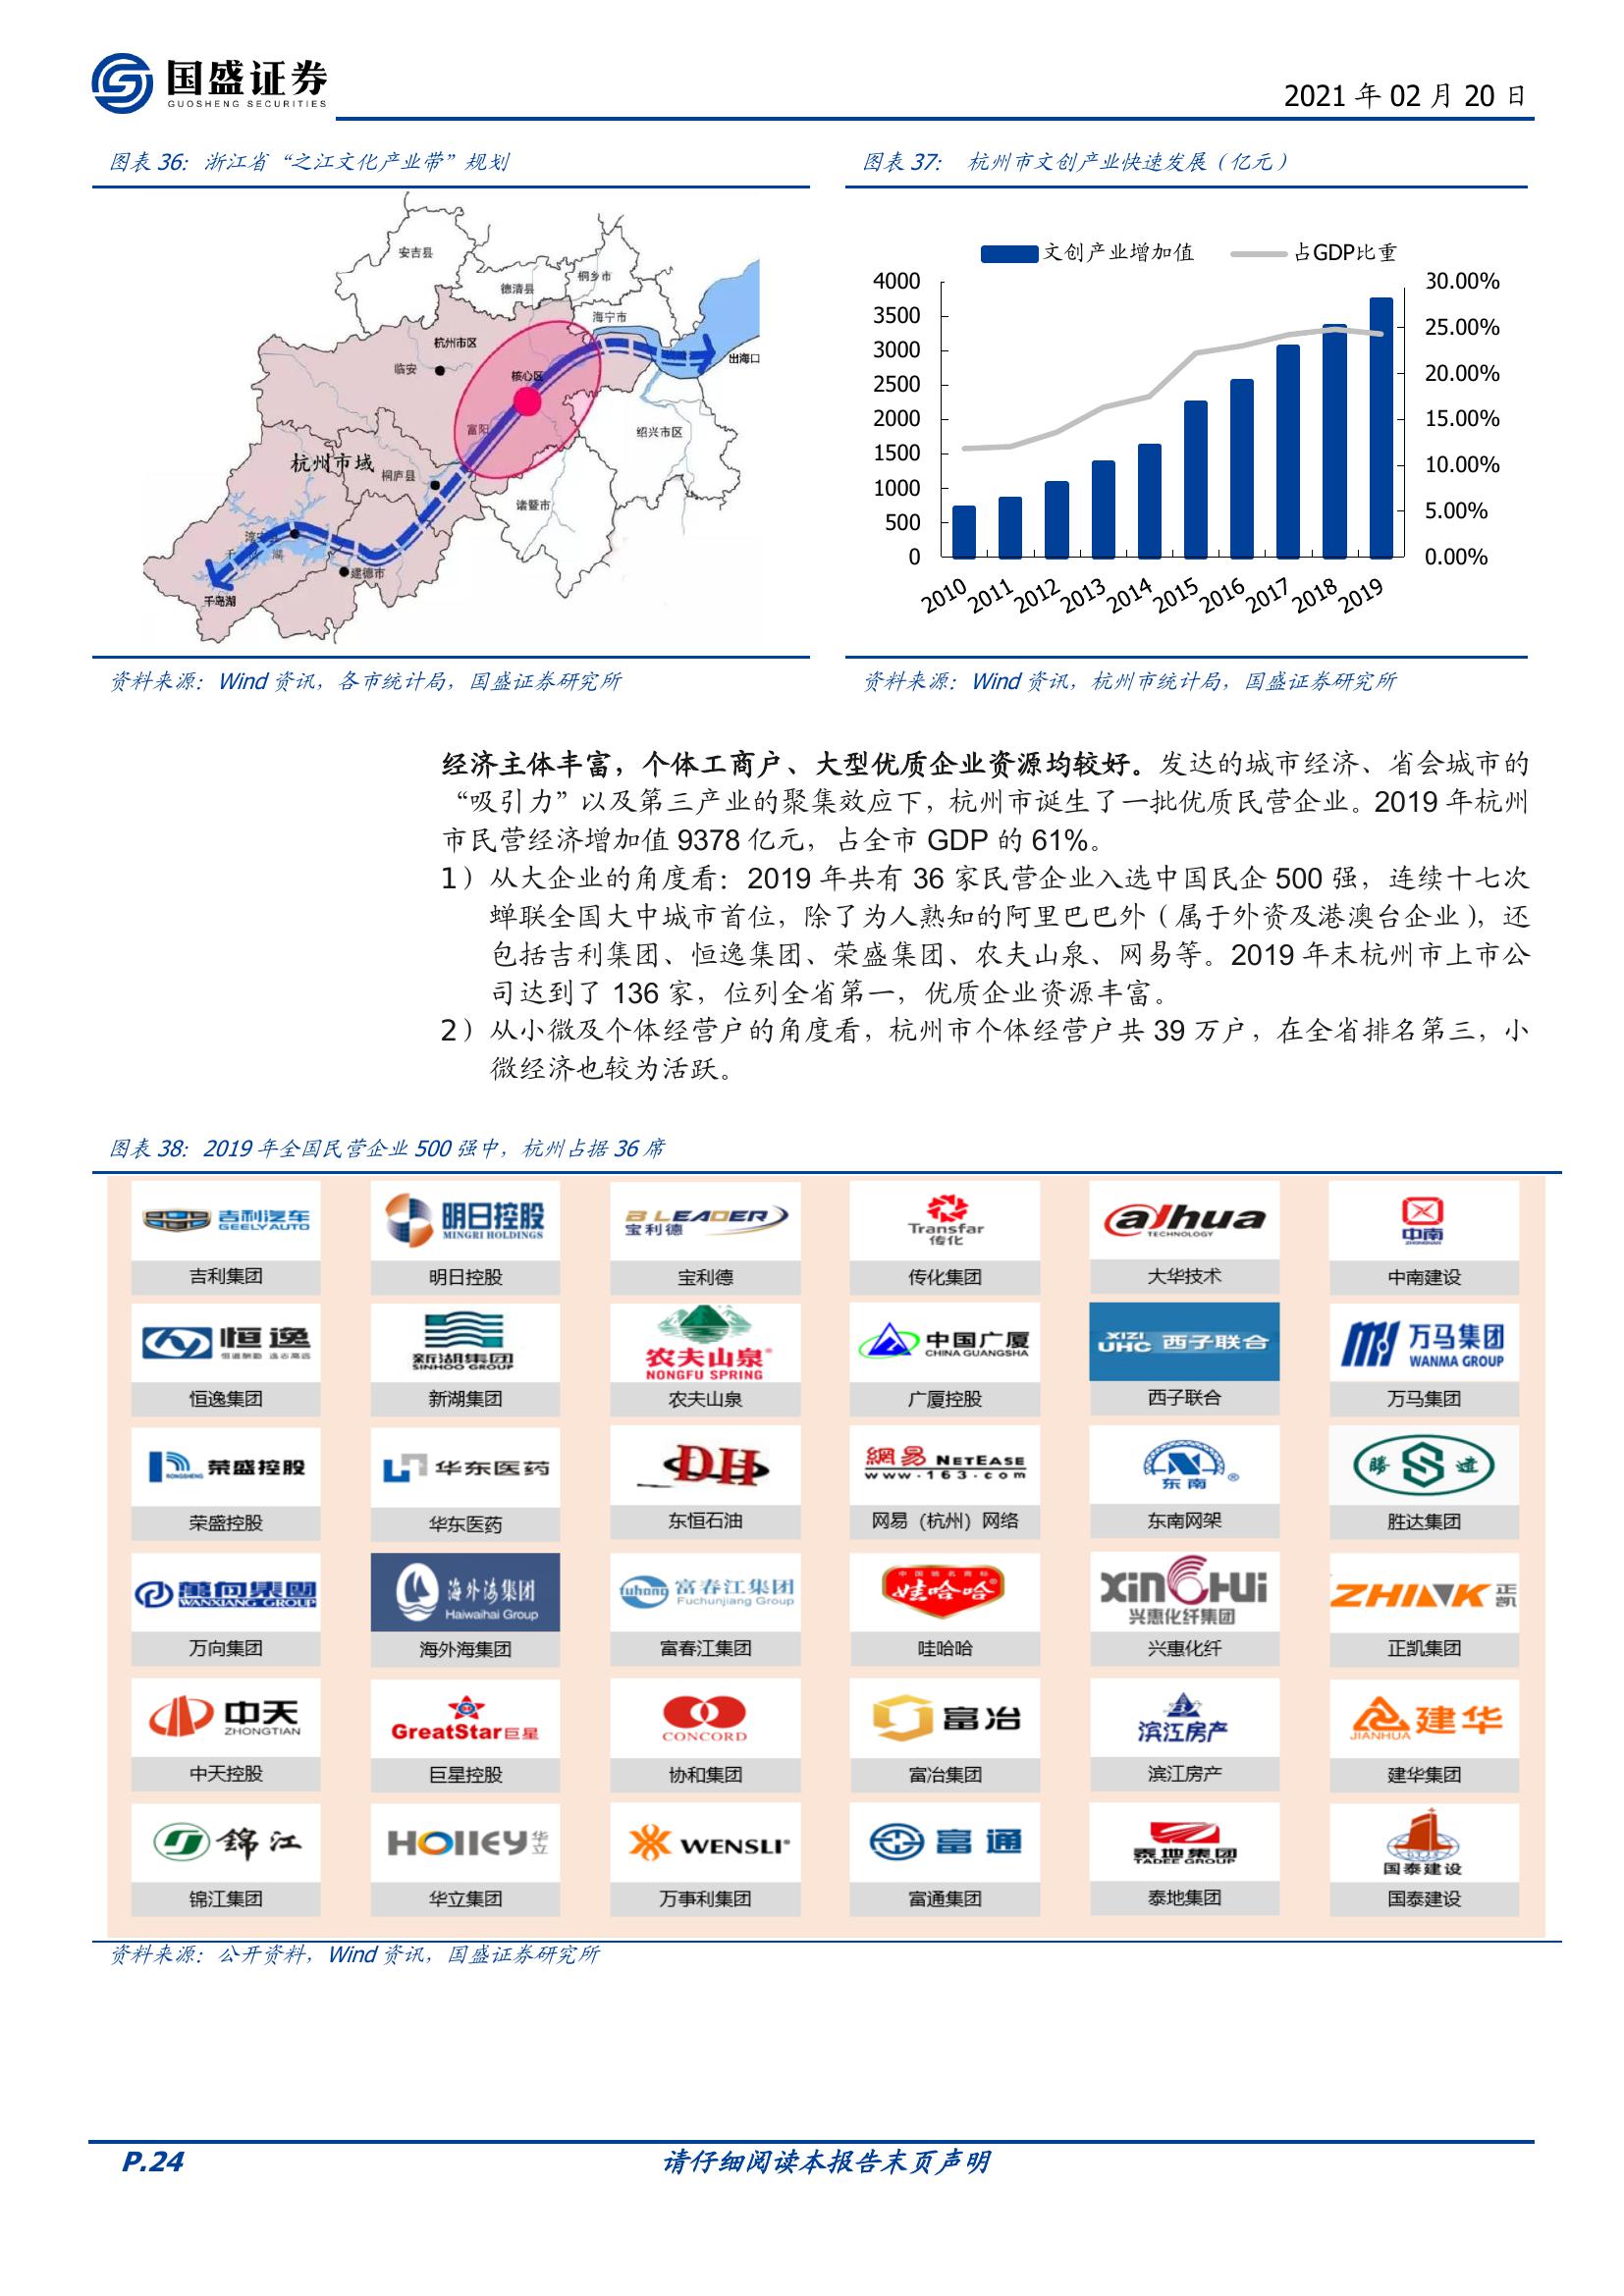 国盛证券
GUOSHENG SECURITIES
2021 年 02 月 20 日
图表 36：浙江省“之江文化产业带”规划
安吉县
德清县
桐乡市
海宁市
杭州市区
临安
核心区
出海口
富阳
绍兴市区
杭州市域
桐庐县
诸暨市
建德市
千岛湖
资料来源：Wind 资讯，各市统计局，国盛证券研究所
图表 37： 杭州市文创产业快速发展（亿元）
文创产业增加值 占GDP比重
4000 30.00%
3500 25.00%
3000 20.00%
2500 15.00%
2000 10.00%
1500 5.00%
1000 0.00%
500
0
2010 2011 2012 2013 2014 2015 2016 2017 2018 2019
资料来源：Wind 资讯，杭州市统计局，国盛证券研究所
经济主体丰富，个体工商户、大型优质企业资源均较好。发达的城市经济、省会城市的
“吸引力”以及第三产业的聚集效应下，杭州市诞生了一批优质民营企业。2019 年杭州
市民营经济增加值 9378 亿元，占全市 GDP 的 61%。
1） 从大企业的角度看：2019 年共有 36 家民营企业入选中国民企 500 强，连续十七次
蝉联全国大中城市首位，除了为人熟知的阿里巴巴外（属于外资及港澳台企业），还
包括吉利集团、恒逸集团、荣盛集团、农夫山泉、网易等。2019 年末杭州市上市公
司达到了 136 家，位列全省第一，优质企业资源丰富。
2） 从小微及个体经营户的角度看，杭州市个体经营户共 39 万户，在全省排名第三，小
微经济也较为活跃。
图表 38：2019 年全国民营企业 500 强中，杭州占据 36 席
吉利汽车 GEELY AUTO
明日控股 MINGRI HOLDINGS
B LEADER 宝利德
Transfar 传化
alhua TECHNOLOGY
中南
吉利集团 明日控股 宝利德 传化集团 大华技术 中南建设
恒逸
新湖集团 SINHOO GROUP
农夫山泉® NONGFU SPRING
中国广厦 CHINA GUANGSHA
XIZI UHC 西子联合
万马集团 WANMA GROUP
恒逸集团 新湖集团 农夫山泉 广厦控股 西子联合 万马集团
RONGSHENG 荣盛控股
华东医药
DH
網易 NETEASE www.163.com
东南®
勝达
荣盛控股 华东医药 东恒石油 网易（杭州）网络 东南网架 胜达集团
萬向集團 WANXIANG GROUP
海外海集团 Haiwaihai Group
fuhong 富春江集团 Fuchunjiang Group
中国驰名商标 娃哈哈®
XinGHui 兴惠化纤集团
ZHINK 正凯
万向集团 海外海集团 富春江集团 哇哈哈 兴惠化纤 正凯集团
中天 ZHONGTIAN
GreatStar巨星
CONCORD
富冶
滨江房产
JIANHUA 建华
中天控股 巨星控股 协和集团 富冶集团 滨江房产 建华集团
錦江
HOLLEY 华立
WENSLI
富通
泰地集团 TADEE GROUP
国泰建设
锦江集团 华立集团 万事利集团 富通集团 泰地集团 国泰建设
资料来源：公开资料，Wind 资讯，国盛证券研究所
P.24 请仔细阅读本报告末页声明